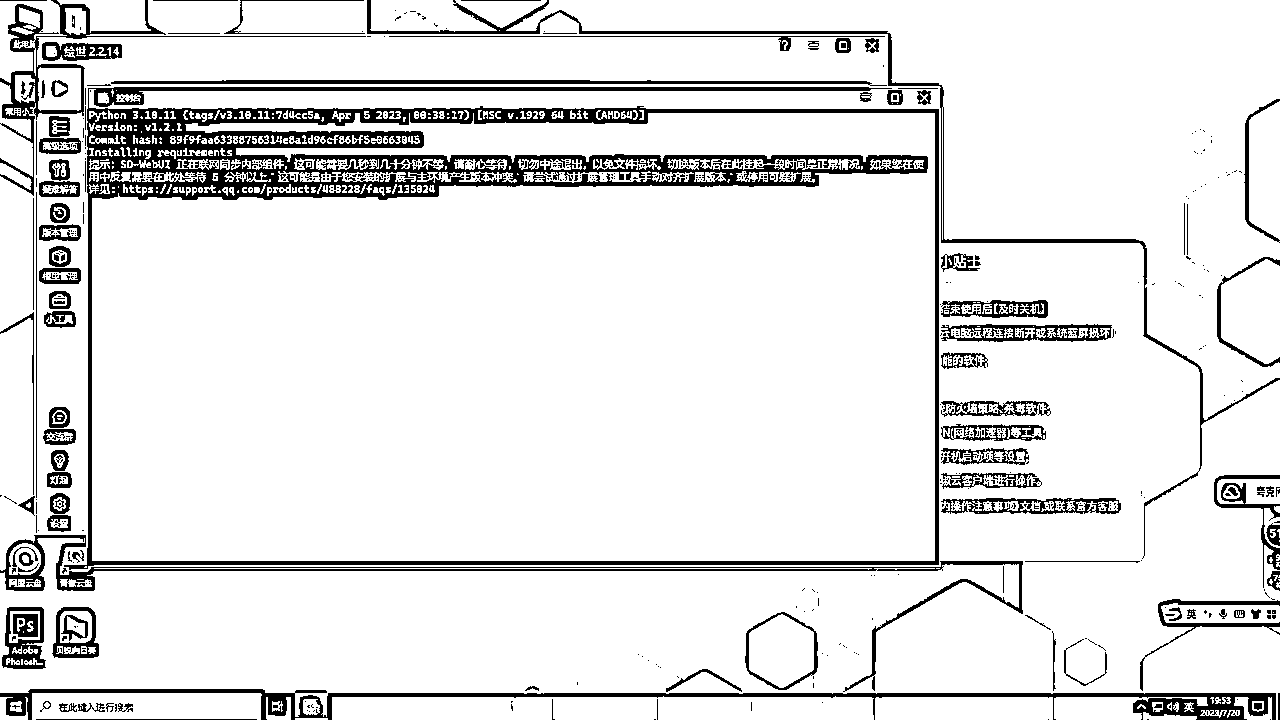 此电脑
绘世 2.2.14
控制台
Python 3.10.11 (tags/v3.10.11:7d4cc5a, Apr  5 2023, 00:38:17) [MSC v.1929 64 bit (AMD64)]
Version: v1.2.1
Commit hash: 89f9faa63388756314e8a1d96cf86bf5e0663045
Installing requirements
提示: SD-WebUI 正在联网同步内部组件, 这可能需要几秒到几十分钟不等, 请耐心等待, 切勿中途退出, 以免文件损坏. 切换版本后在此挂起一段时间是正常情况, 如果您在使
用中反复需要在此处等待 5 分钟以上, 这可能是由于您安装的扩展与主环境产生版本冲突. 请尝试通过扩展管理工具手动对齐扩展版本, 或停用可疑扩展.
详见: https://support.qq.com/products/488228/faqs/135024
高级选项
疑难解答
版本管理
模型管理
小工具
交流群
灯泡
设置
小贴士
结束使用后【及时关机】
云电脑远程连接断开或系统蓝屏损坏)
能的软件;
防火墙策略、杀毒软件;
N(网络加速器)等工具;
开机启动项等设置;
云客户端进行操作。
操作注意事项》文档,或联系官方客服
夸克网
阿里云盘
Adobe
Photosh...
贝锐向日葵
英
在此键入进行搜索
英
19:53
2023/7/20